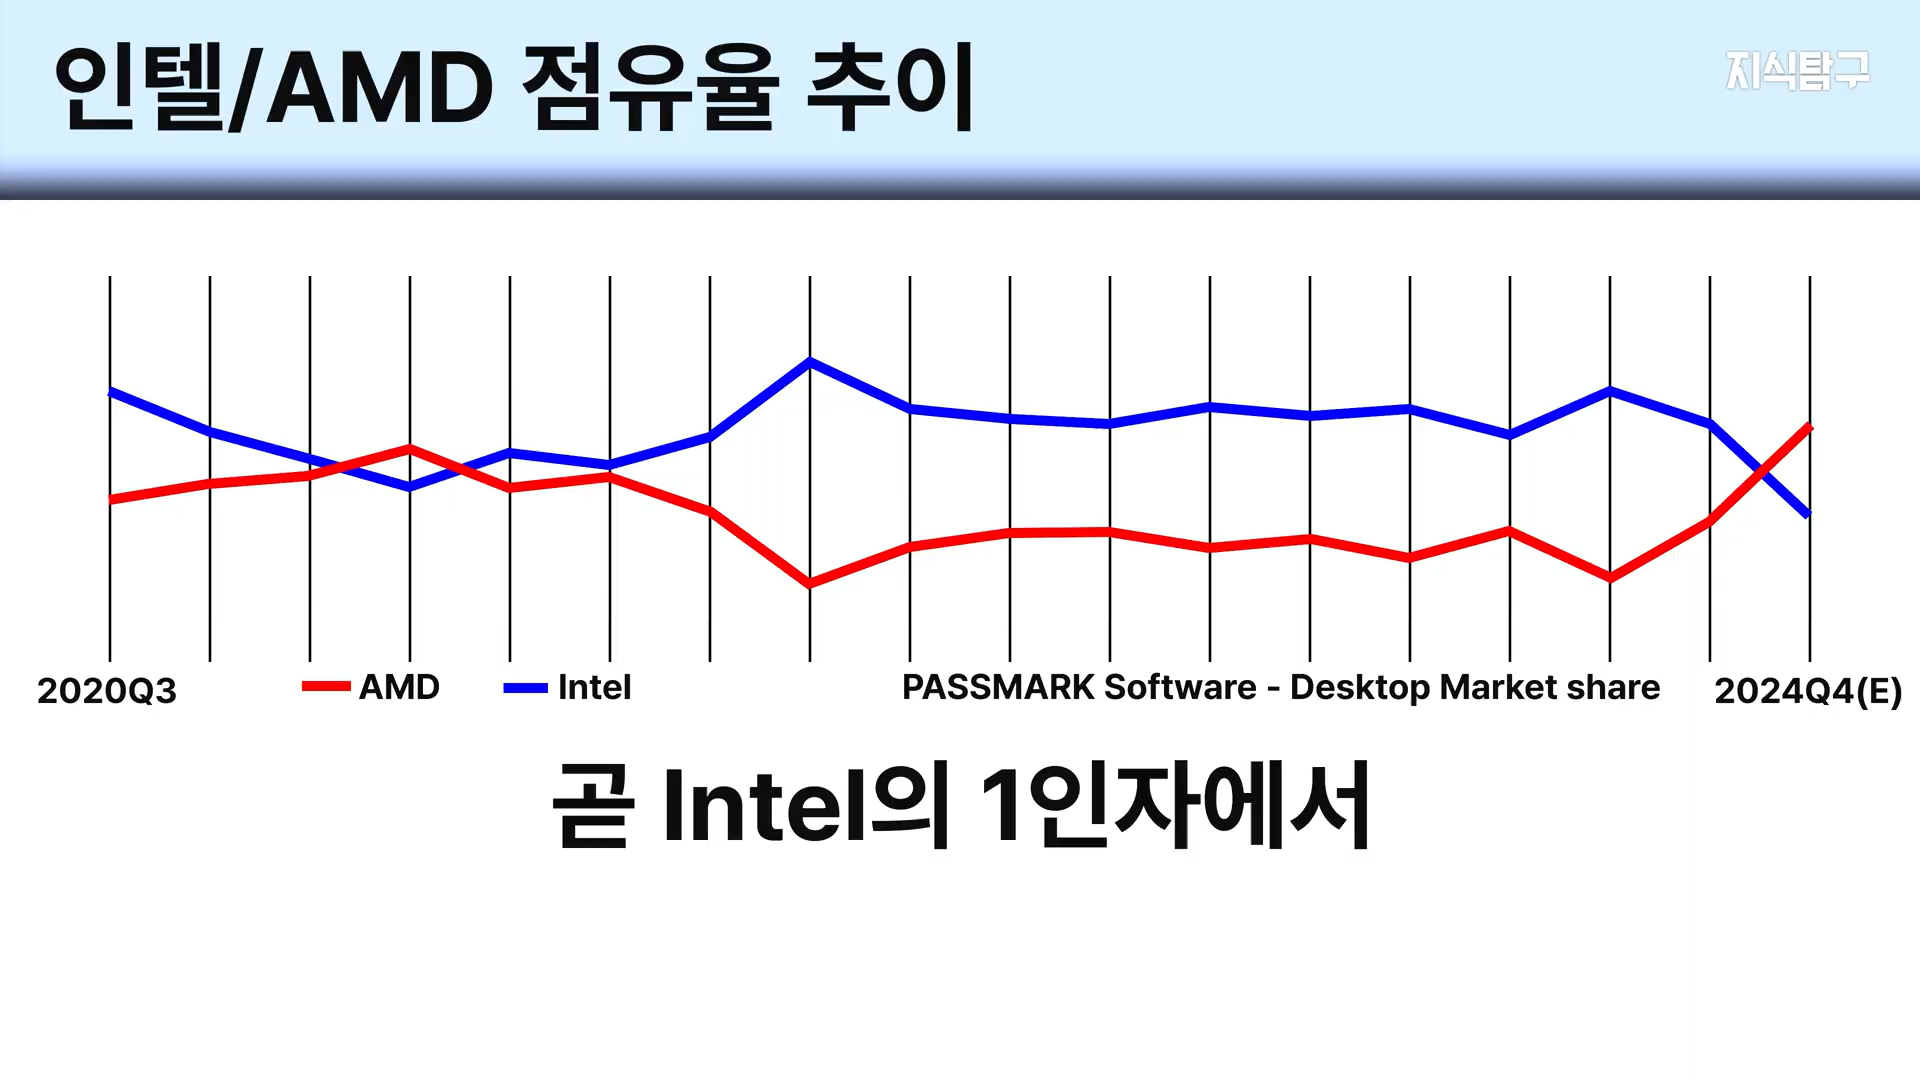 인텔/AMD 점유율 추이
지식탐구
2020Q3
AMD
Intel
PASSMARK Software - Desktop Market share
2024Q4(E)
곧 Intel의 1인자에서